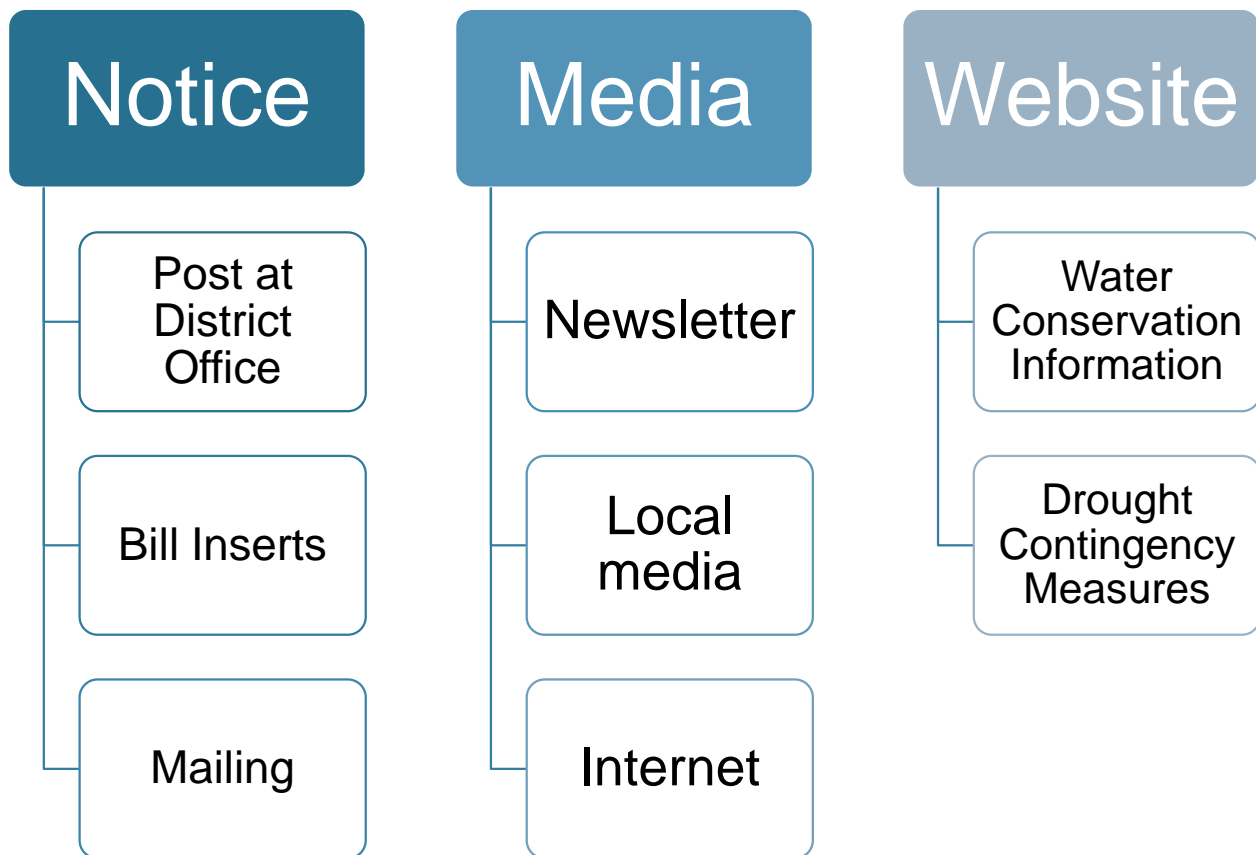 Notice
Post at
District
Office
Bill Inserts
Mailing
Media
Newsletter
Local
media
Internet
Website
Water
Conservation
Information
Drought
Contingency
Measures